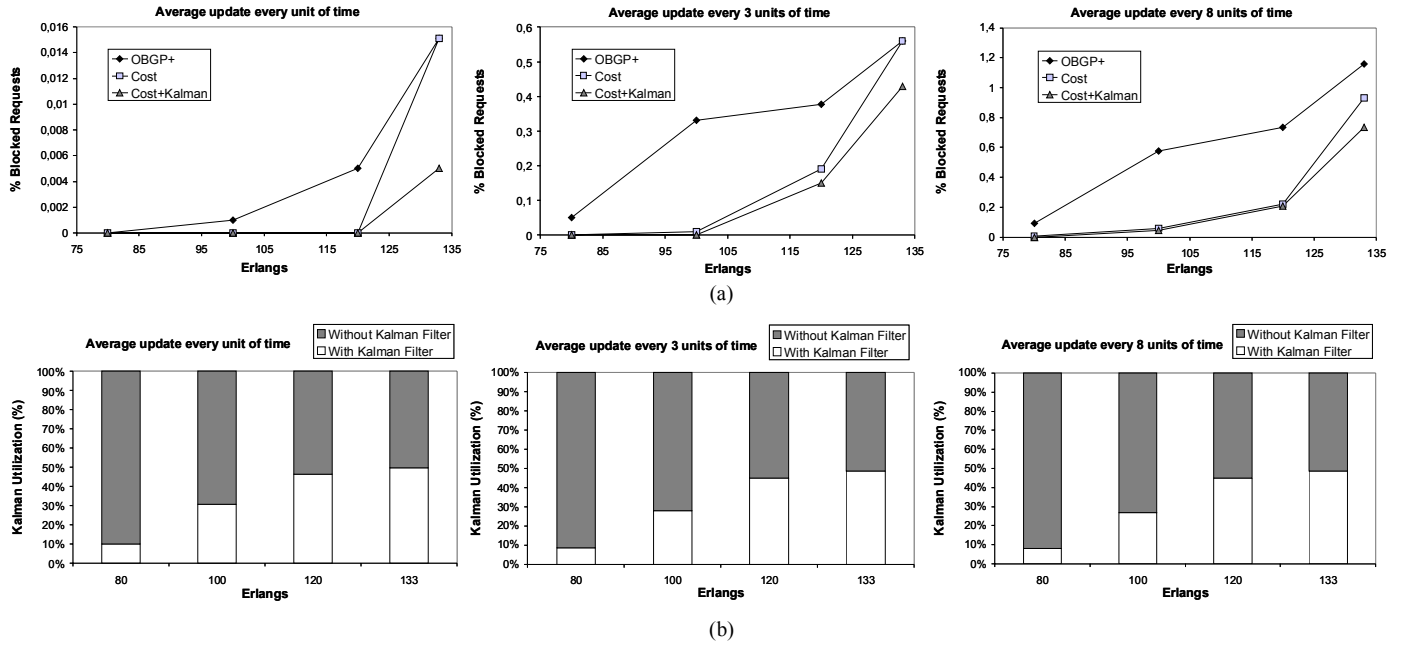 Average update every unit of time
% Blocked Requests
0,016
0,014
0,012
0,01
0,008
0,006
0,004
0,002
0
OBGP+
Cost
Cost+Kalman
75 85 95 105 115 125 135
Erlangs
Average update every 3 units of time
% Blocked Requests
0,6
0,5
0,4
0,3
0,2
0,1
0
OBGP+
Cost
Cost+Kalman
75 85 95 105 115 125 135
Erlangs
Average update every 8 units of time
% Blocked Requests
1,4
1,2
1
0,8
0,6
0,4
0,2
0
OBGP+
Cost
Cost+Kalman
75 85 95 105 115 125 135
Erlangs
(a)
Average update every unit of time
Without Kalman Filter
With Kalman Filter
Kalman Utilization (%)
100%
90%
80%
70%
60%
50%
40%
30%
20%
10%
0%
80 100 120 133
Erlangs
Average update every 3 units of time
Without Kalman Filter
With Kalman Filter
Kalman Utilization (%)
100%
90%
80%
70%
60%
50%
40%
30%
20%
10%
0%
80 100 120 133
Erlangs
Average update every 8 units of time
Without Kalman Filter
With Kalman Filter
Kalman Utilization (%)
100%
90%
80%
70%
60%
50%
40%
30%
20%
10%
0%
80 100 120 133
Erlangs
(b)